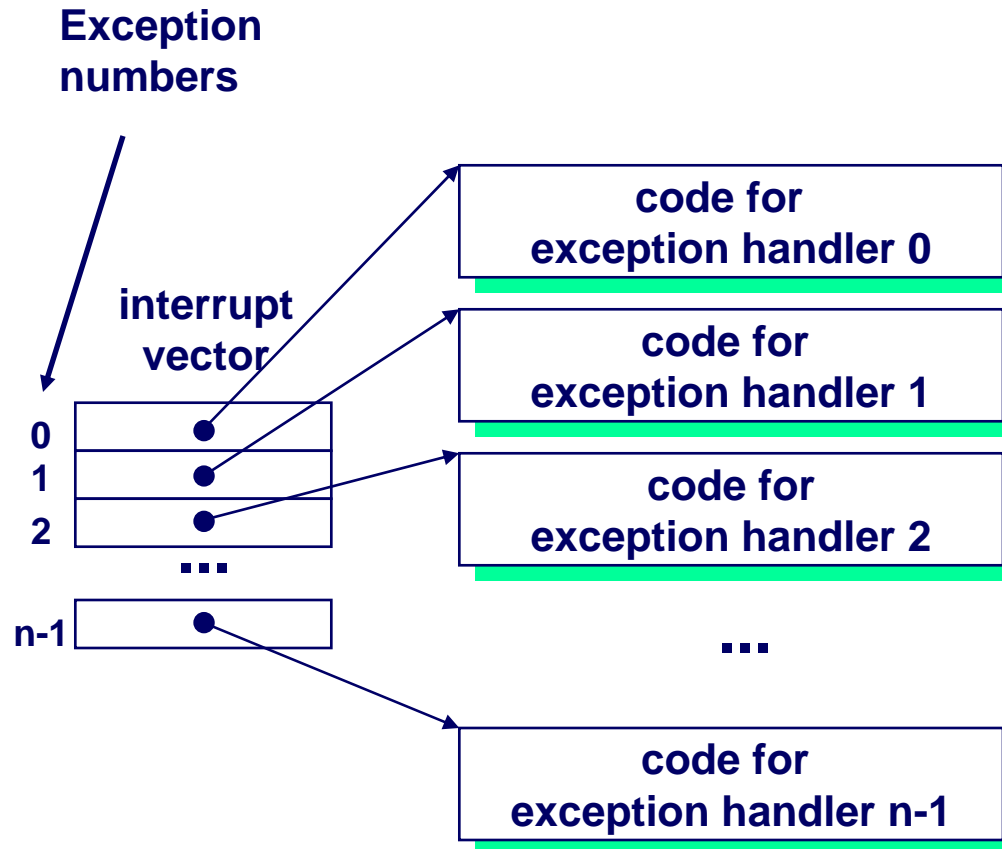 Exception
numbers
interrupt
vector
0
1
2
...
n-1
code for
exception handler 0
code for
exception handler 1
code for
exception handler 2
...
code for
exception handler n-1